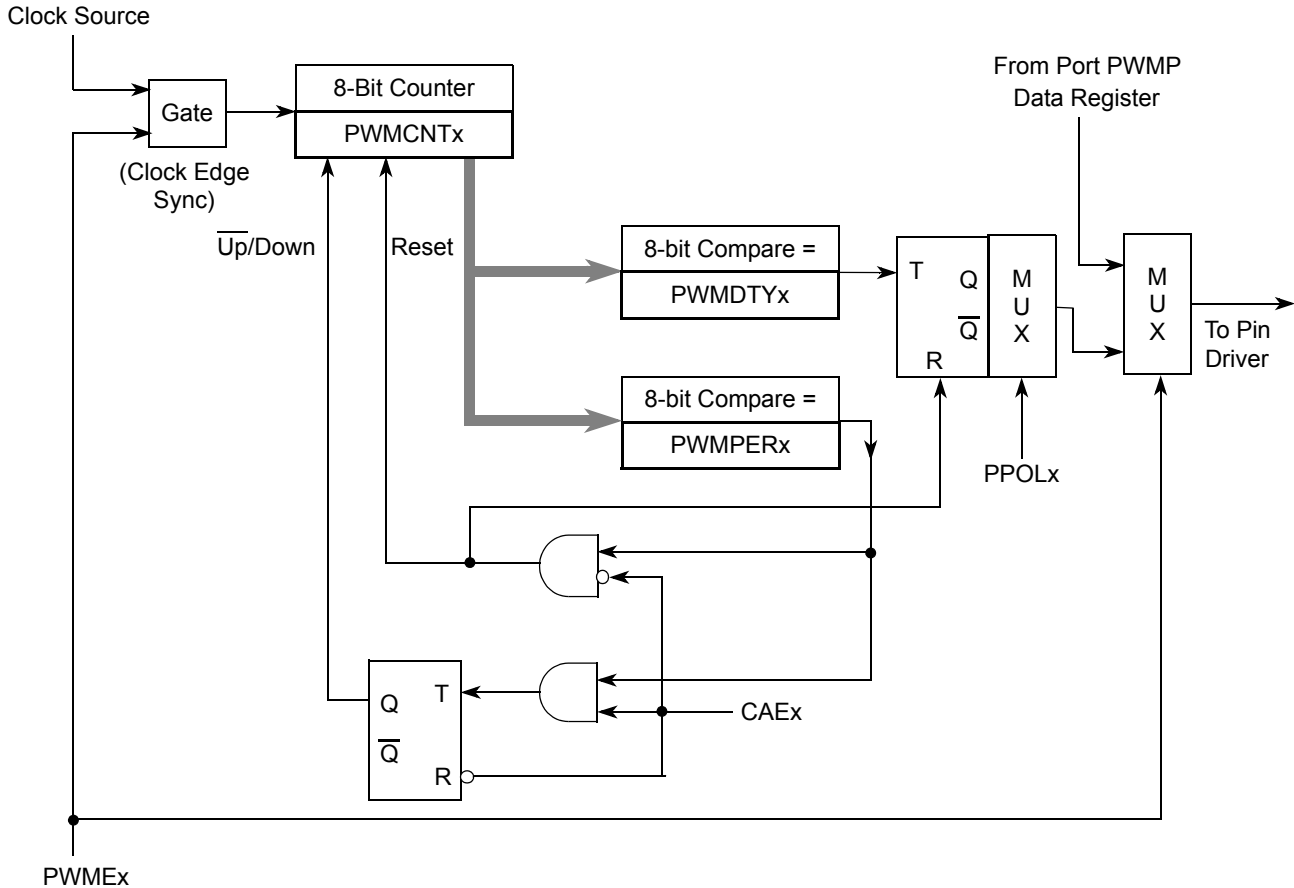 Clock Source
Gate
(Clock Edge
Sync)
8-Bit Counter
PWMCNTx
From Port PWMP
Data Register
U̅p̅/Down
Reset
8-bit Compare =
PWMDTYx
T
Q
Q̅
R
M
U
X
M
U
X
To Pin
Driver
8-bit Compare =
PWMPERx
PPOLx
Q
T
Q̅
R
CAEx
PWMEx